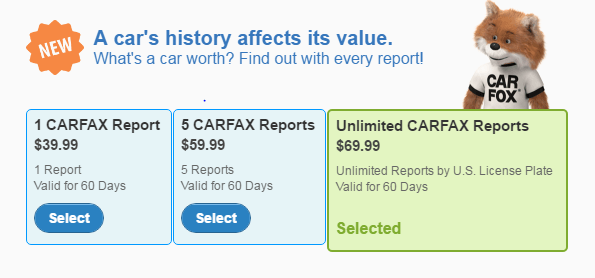 NEW
A car's history affects its value.
What's a car worth? Find out with every report!
CAR
FOX
1 CARFAX Report
$39.99
1 Report
Valid for 60 Days
Select
5 CARFAX Reports
$59.99
5 Reports
Valid for 60 Days
Select
Unlimited CARFAX Reports
$69.99
Unlimited Reports by U.S. License Plate
Valid for 60 Days
Selected